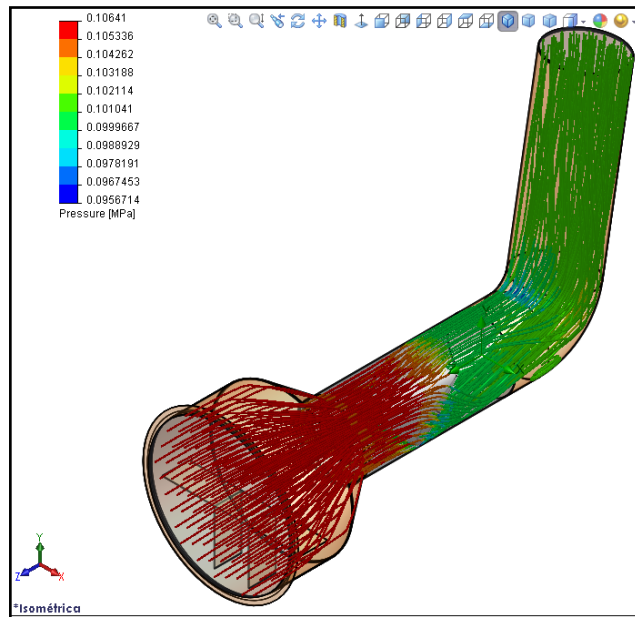 0.10641
0.105336
0.104262
0.103188
0.102114
0.101041
0.0999667
0.0988929
0.0978191
0.0967453
0.0956714
Pressure [MPa]
X
Y
Z
X
*Isométrica